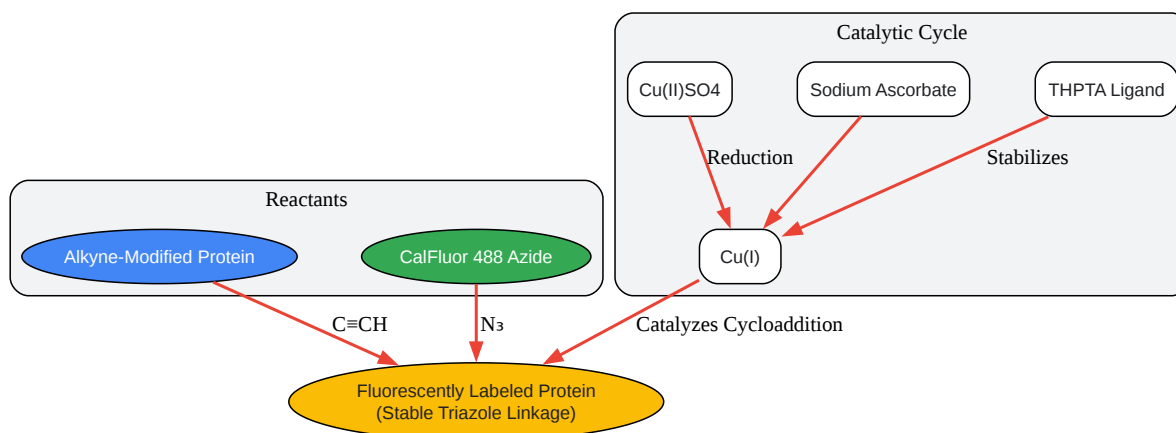 Catalytic Cycle
Cu(II)SO4
Sodium Ascorbate
THPTA Ligand
Reduction
Stabilizes
Reactants
Alkyne-Modified Protein
CalFluor 488 Azide
Cu(I)
C≡CH
N₃
Catalyzes Cycloaddition
Fluorescently Labeled Protein
(Stable Triazole Linkage)